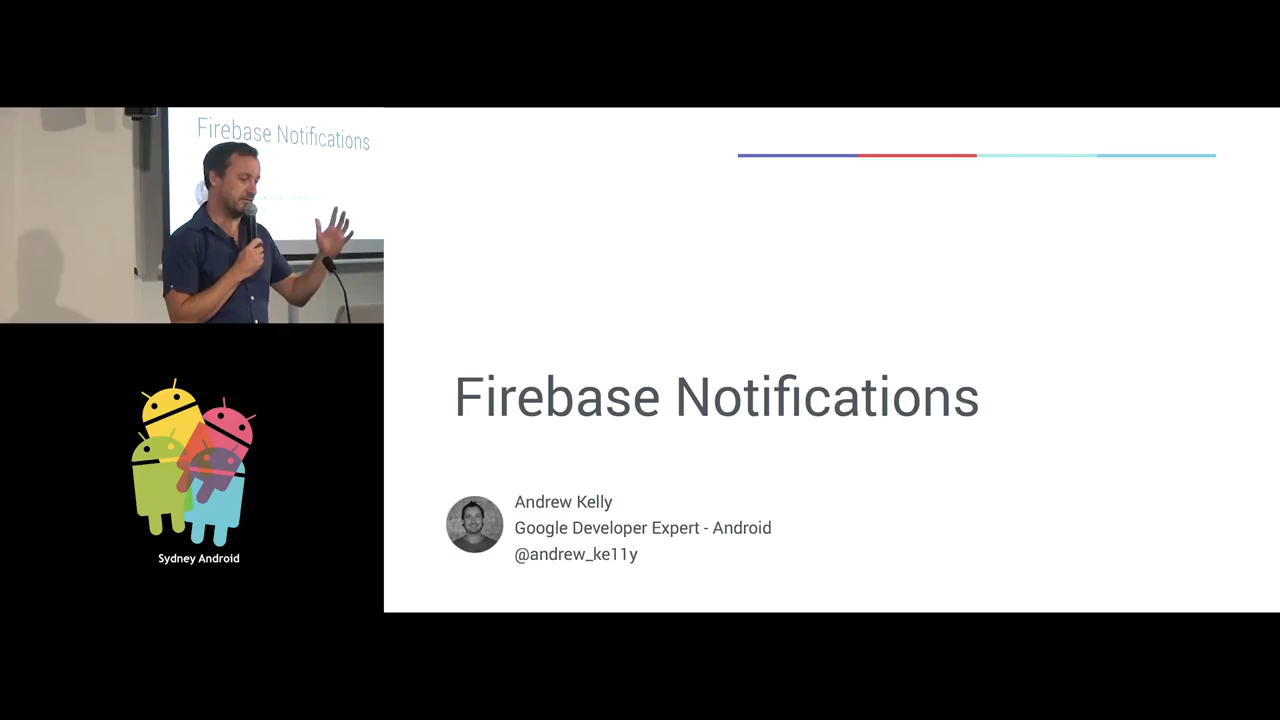 Firebase Notifications
Firebase Notifications
Andrew Kelly
Google Developer Expert - Android
@andrew_ke11y
Sydney Android